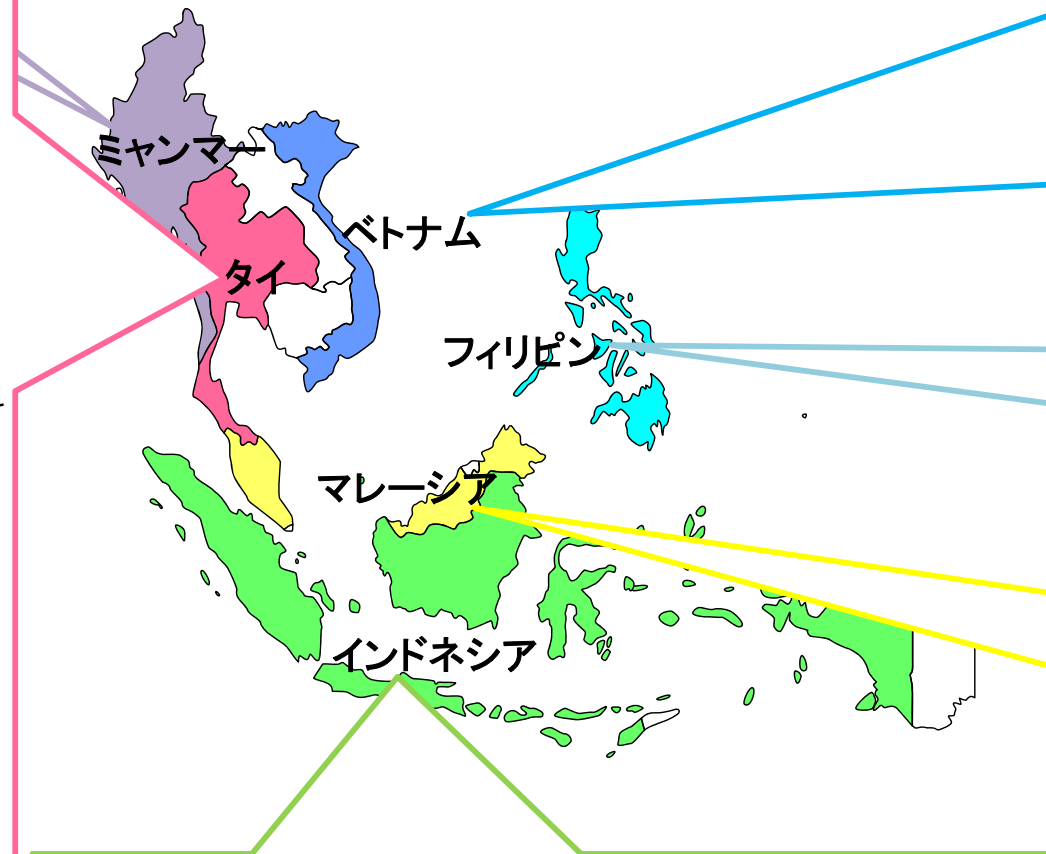 ミャンマー
ベトナム
タイ
フィリピン
マレーシア
インドネシア